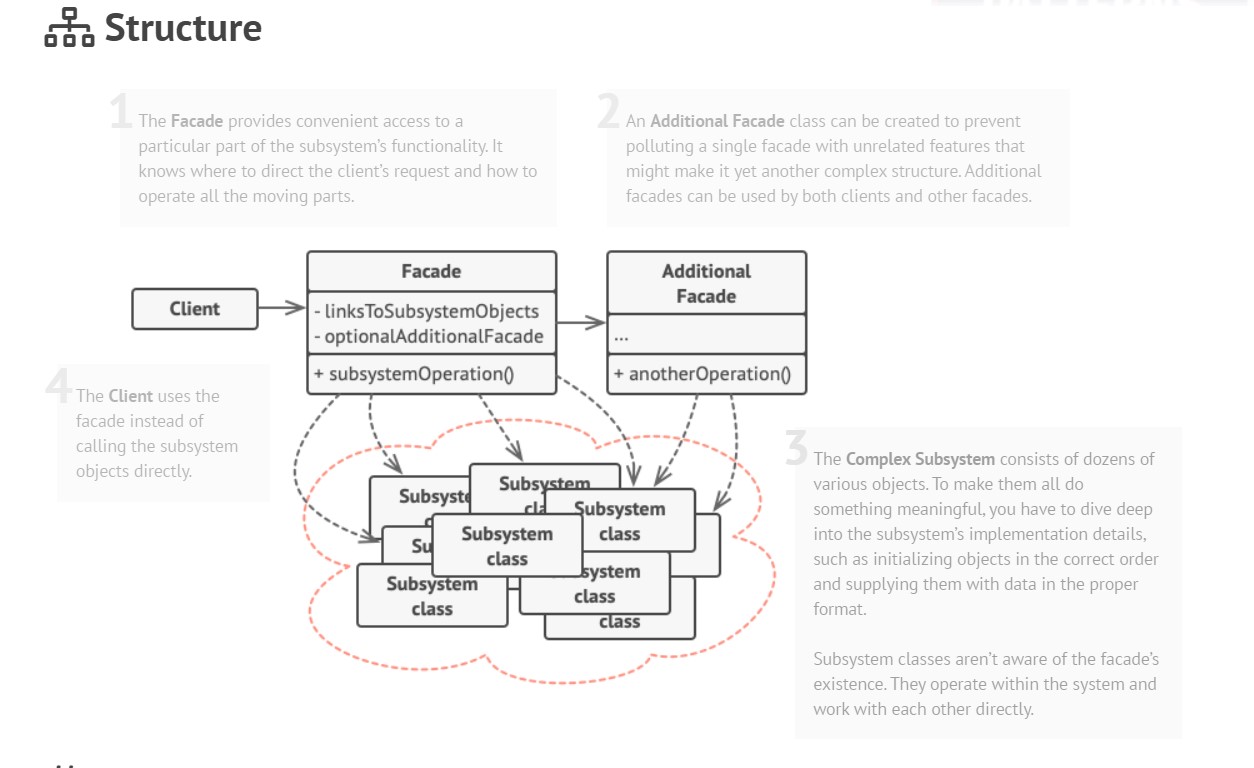 Structure
1
The Facade provides convenient access to a
particular part of the subsystem's functionality. It
knows where to direct the client's request and how to
operate all the moving parts.
2
An Additional Facade class can be created to prevent
polluting a single facade with unrelated features that
might make it yet another complex structure. Additional
facades can be used by both clients and other facades.
Client
Facade
- linksToSubsystemObjects
- optionalAdditionalFacade
+ subsystemOperation()
Additional
Facade
...
+ anotherOperation()
4
The Client uses the
facade instead of
calling the subsystem
objects directly.
Subsystem
Subsystem
class
Subsystem
class
Subsystem
class
class
class
3
The Complex Subsystem consists of dozens of
various objects. To make them all do
something meaningful, you have to dive deep
into the subsystem's implementation details,
such as initializing objects in the correct order
and supplying them with data in the proper
format.
Subsystem classes aren't aware of the facade's
existence. They operate within the system and
work with each other directly.